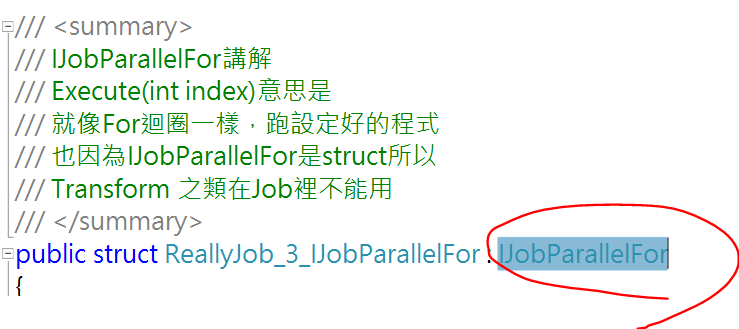 /// <summary>
/// IJobParallelFor講解
/// Execute(int index)意思是
/// 就像For迴圈一樣，跑設定好的程式
/// 也因為IJobParallelFor是struct所以
/// Transform 之類在Job裡不能用
/// </summary>
public struct ReallyJob_3_IJobParallelFor : IJobParallelFor
{